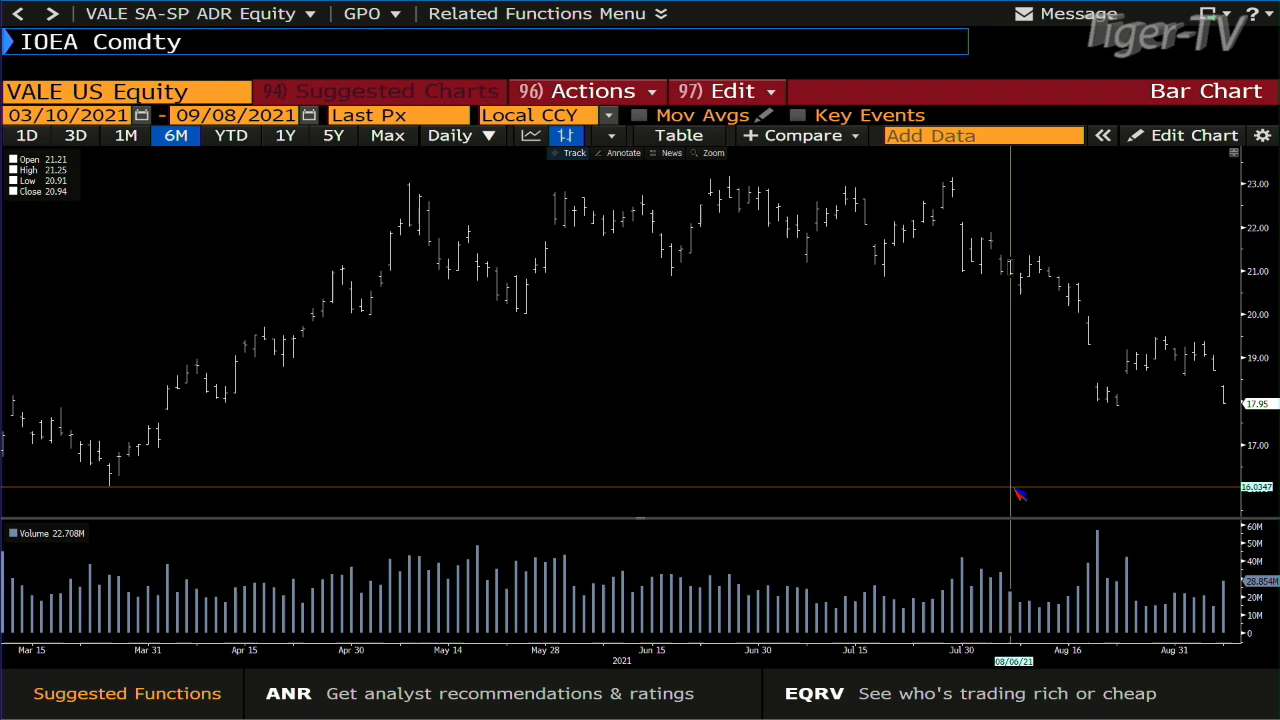 VALE SA-SP ADR Equity GPO Related Functions Menu Message ?
Tiger-TV
IOEA Comdty
VALE US Equity 94) Suggested Charts 96) Actions 97) Edit Bar Chart
03/10/2021 - 09/08/2021 Last Px Local CCY Mov Avgs Key Events
1D 3D 1M 6M YTD 1Y 5Y Max Daily Table + Compare Add Data Edit Chart
Track Annotate News Zoom
Open 21.21
High 21.25
Low 20.91
Close 20.94
23.00
22.00
21.00
20.00
19.00
17.95
17.00
16.0347
Volume 22.708M
60M
50M
40M
28.854M
20M
10M
0
Mar 15 Mar 31 Apr 15 Apr 30 May 14 May 28 Jun 15 Jun 30 Jul 15 Jul 30 Aug 16 Aug 31
2021 08/06/21
Suggested Functions ANR Get analyst recommendations & ratings EQRV See who's trading rich or cheap